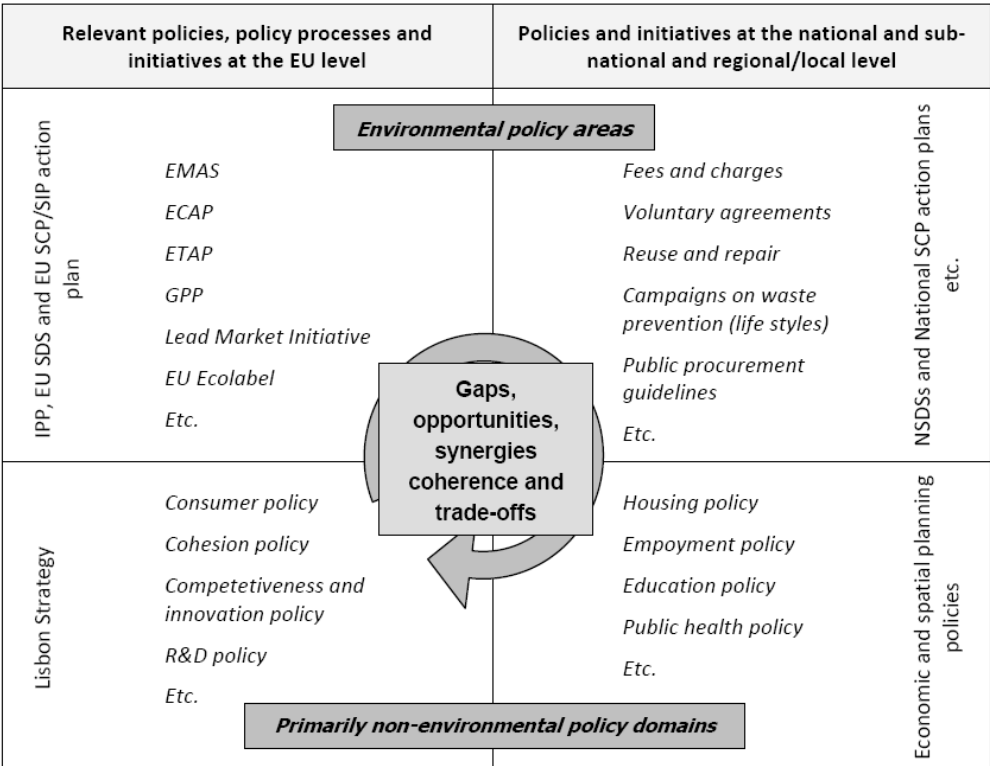 Relevant policies, policy processes and
initiatives at the EU level
Policies and initiatives at the national and sub-
national and regional/local level
Environmental policy areas
IPP, EU SDS and EU SCP/SIP action
plan
EMAS
ECAP
ETAP
GPP
Lead Market Initiative
EU Ecolabel
Etc.
Fees and charges
Voluntary agreements
Reuse and repair
Campaigns on waste
prevention (life styles)
Public procurement
guidelines
Etc.
NSDSs and National SCP action plans
etc.
Gaps,
opportunities,
synergies
coherence and
trade-offs
Lisbon Strategy
Consumer policy
Cohesion policy
Competetiveness and
innovation policy
R&D policy
Etc.
Housing policy
Empoyment policy
Education policy
Public health policy
Etc.
Economic and spatial planning
policies
Primarily non-environmental policy domains